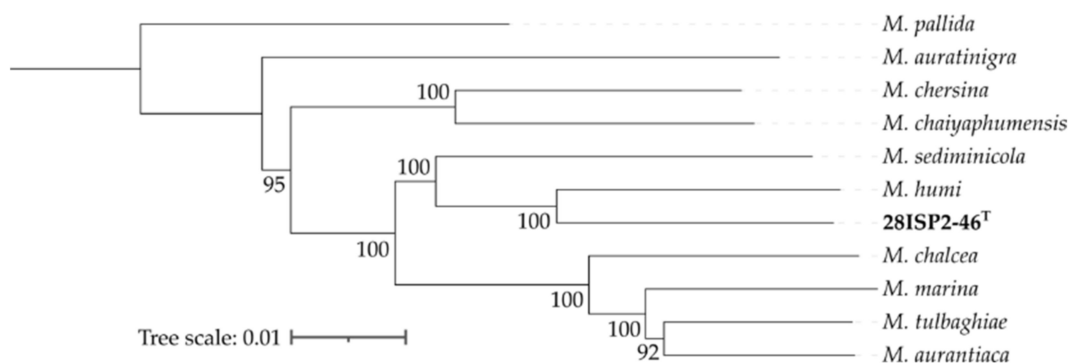 M. pallida
M. auratinigra
100
M. chersina
M. chaiyaphumensis
100
M. sediminicola
95
M. humi
100
28ISP2-46T
100
M. chalcea
100
M. marina
100
M. tulbaghiae
Tree scale: 0.01
92
M. aurantiaca